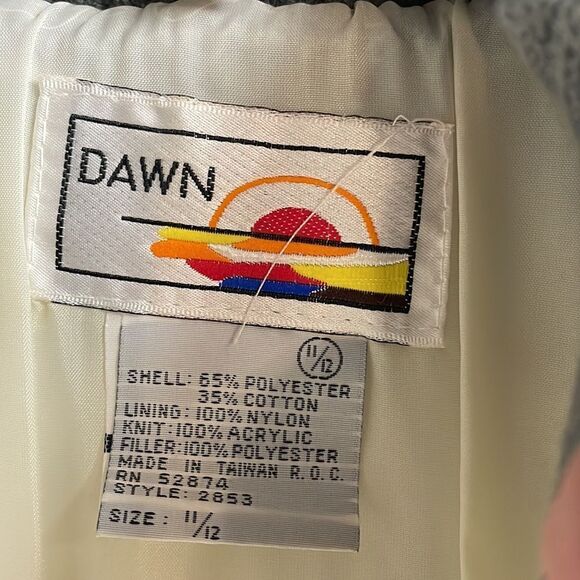 DAWN
11/12
SHELL: 65% POLYESTER
35% COTTON
LINING: 100% NYLON
KNIT: 100% ACRYLIC
FILLER: 100% POLYESTER
MADE IN TAIWAN R.O.C.
RN 52874
STYLE: 2853
SIZE: 11/12